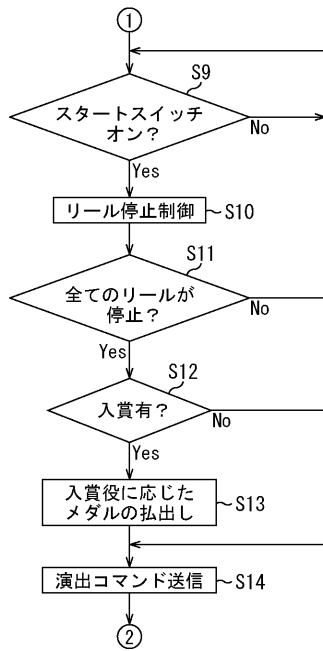 ①
S9
スタートスイッチ
オン？
No
Yes
リール停止制御
S10
S11
全てのリールが
停止？
No
Yes
S12
入賞有？
No
Yes
入賞役に応じた
メダルの払出し
S13
演出コマンド送信
S14
②